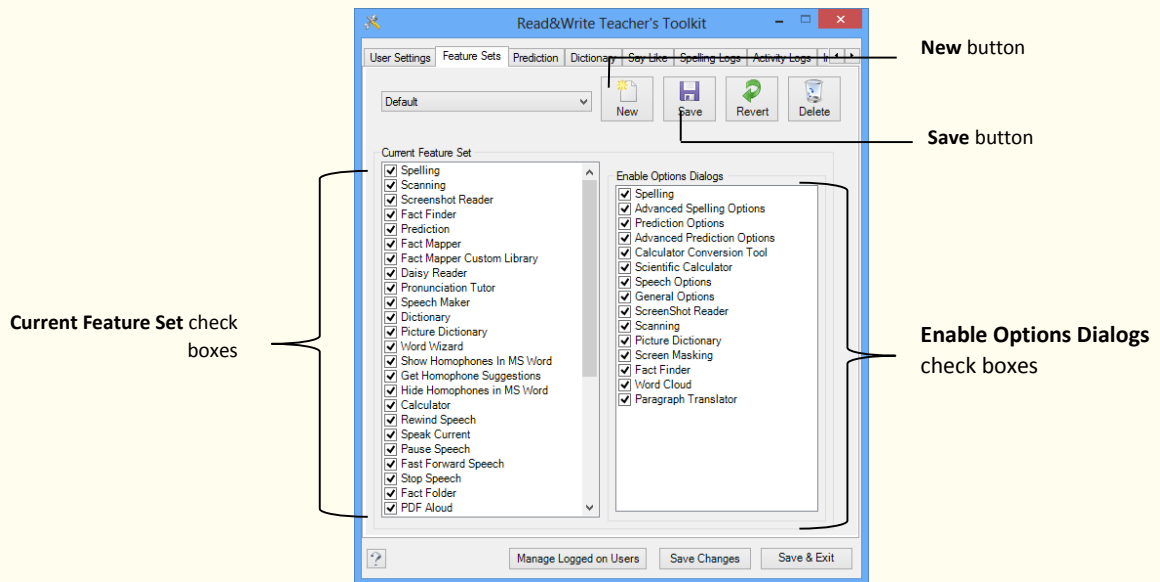 Read&Write Teacher's Toolkit
User Settings Feature Sets Prediction Dictionary Say Like Spelling Logs Activity Logs
New button
Default
New Save Revert Delete
Save button
Current Feature Set
Spelling
Scanning
Screenshot Reader
Fact Finder
Prediction
Fact Mapper
Fact Mapper Custom Library
Daisy Reader
Pronunciation Tutor
Speech Maker
Dictionary
Picture Dictionary
Word Wizard
Show Homophones In MS Word
Get Homophone Suggestions
Hide Homophones in MS Word
Calculator
Rewind Speech
Speak Current
Pause Speech
Fast Forward Speech
Stop Speech
Fact Folder
PDF Aloud
Enable Options Dialogs
Spelling
Advanced Spelling Options
Prediction Options
Advanced Prediction Options
Calculator Conversion Tool
Scientific Calculator
Speech Options
General Options
ScreenShot Reader
Scanning
Picture Dictionary
Screen Masking
Fact Finder
Word Cloud
Paragraph Translator
Current Feature Set check
boxes
Enable Options Dialogs
check boxes
? Manage Logged on Users Save Changes Save & Exit